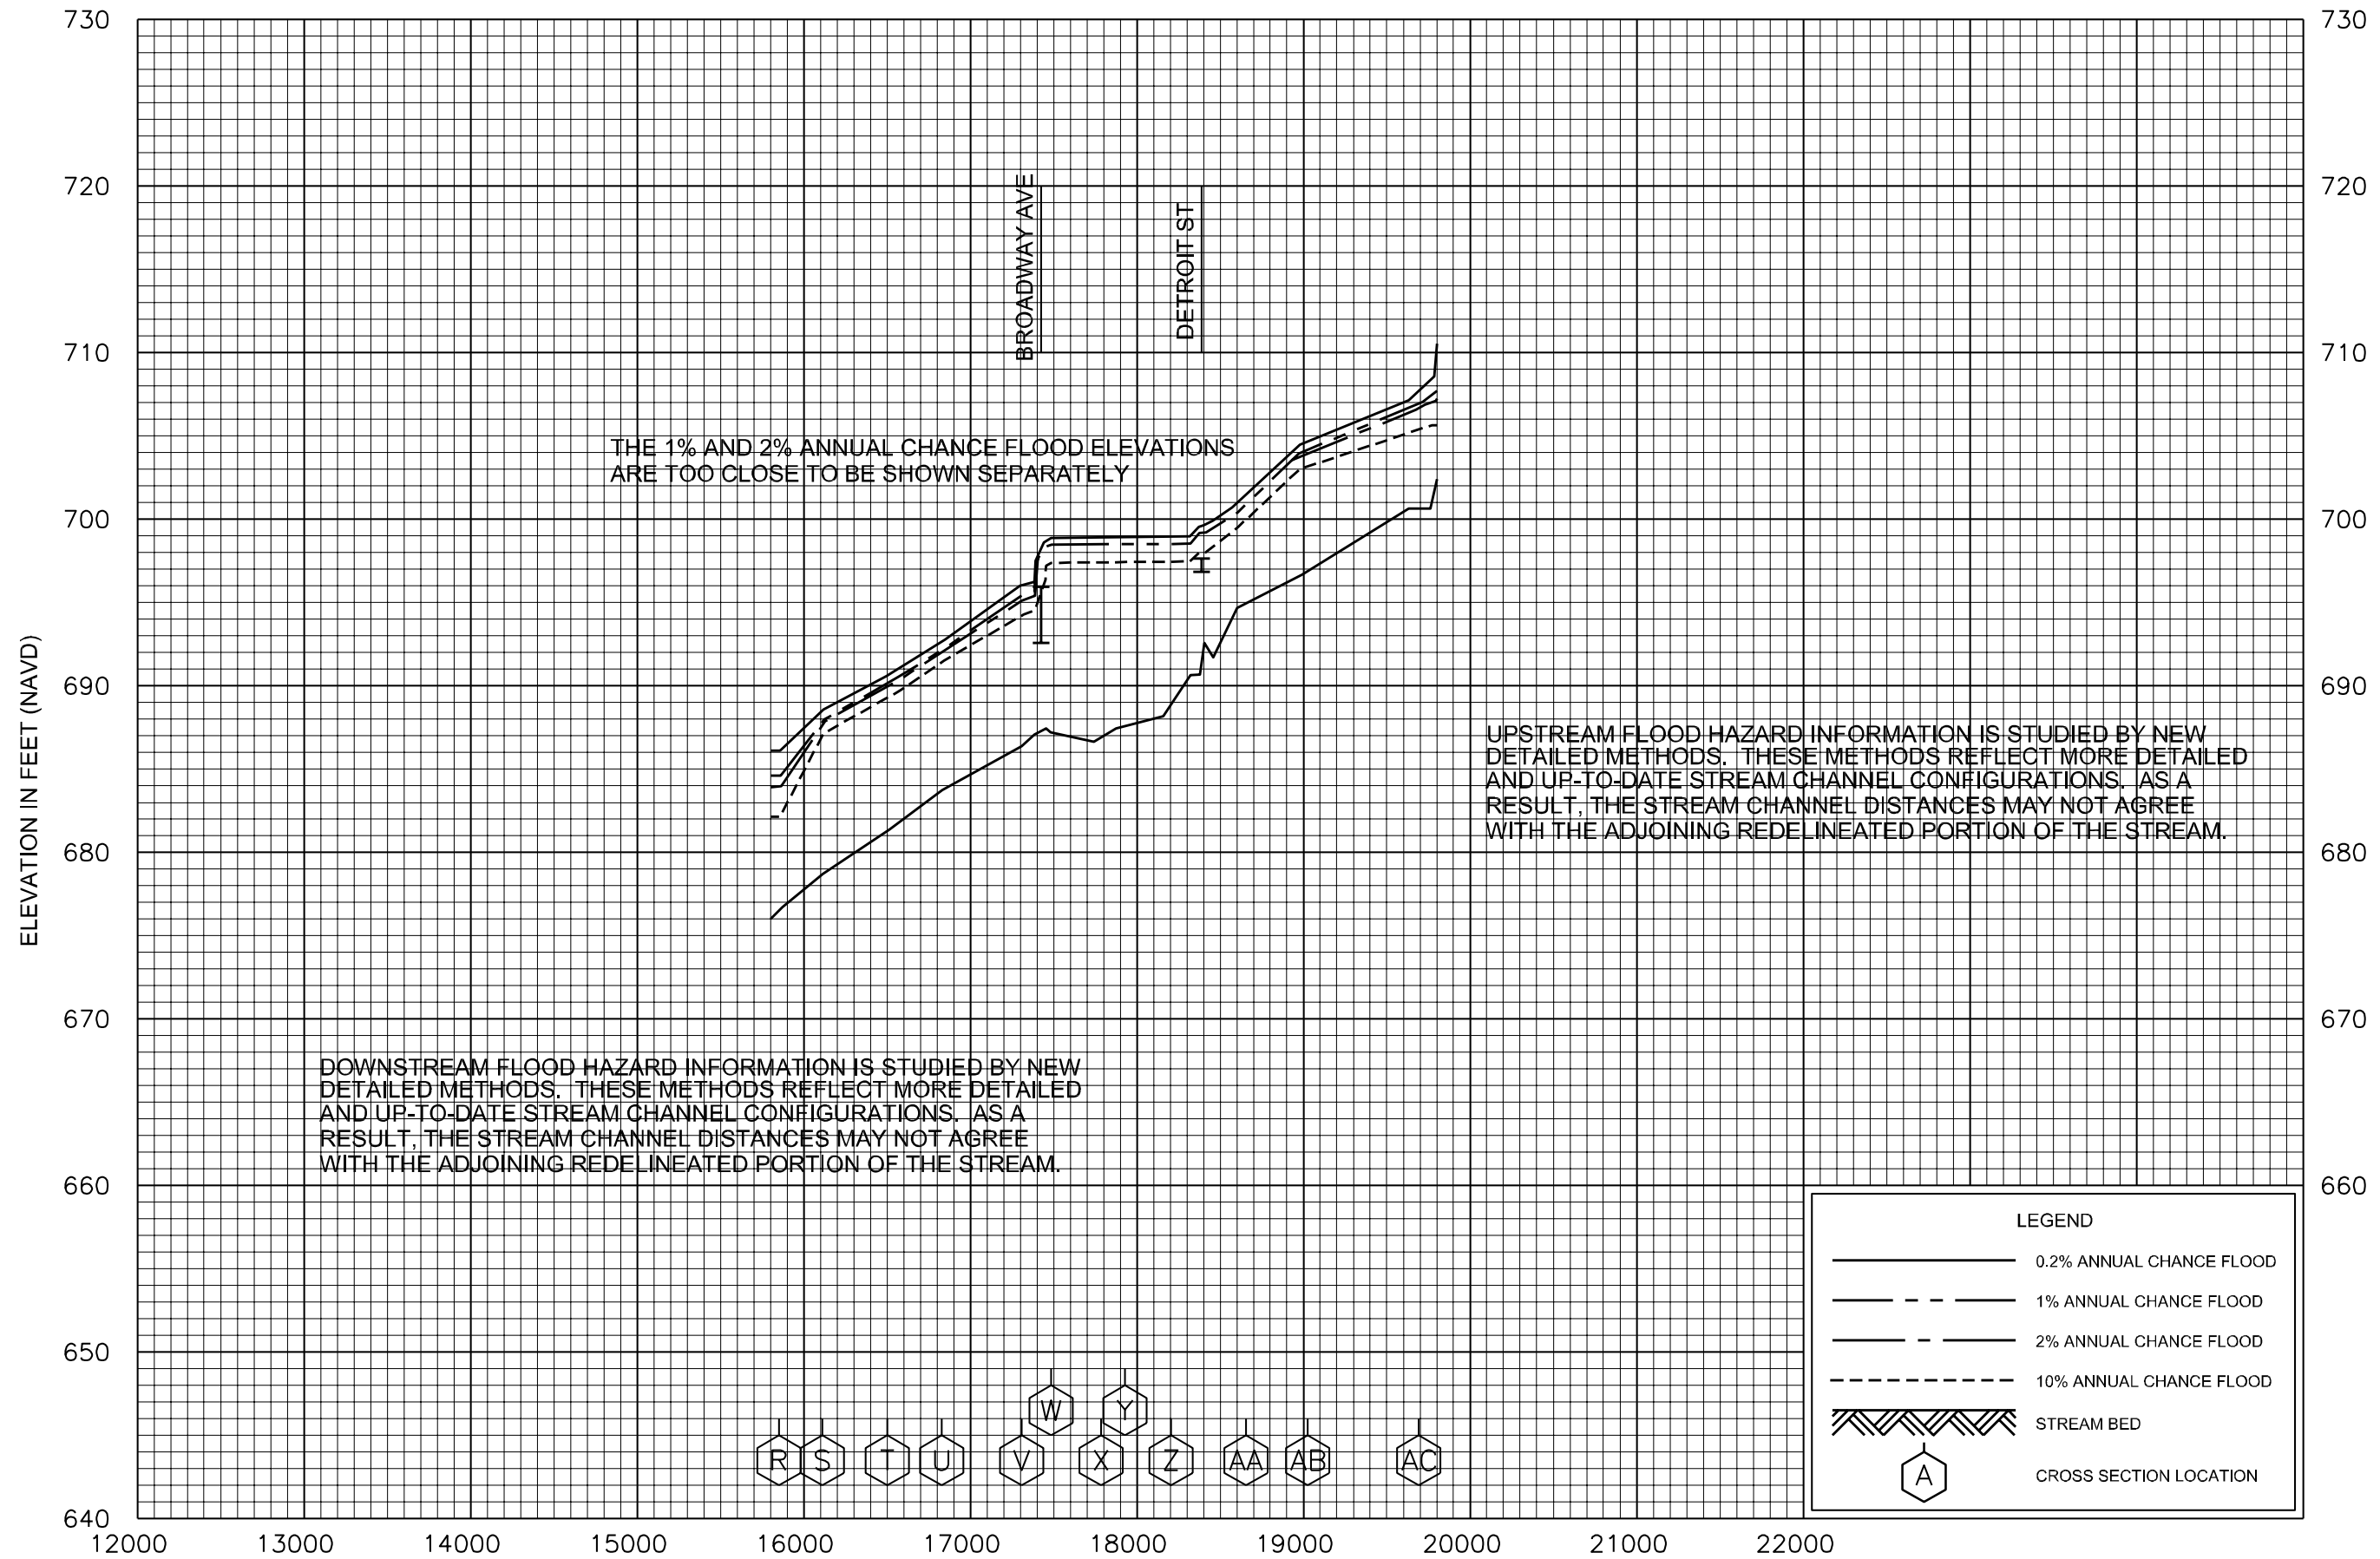 730
730
720
720
BROADWAY AVE
DETROIT ST
710
710
THE 1% AND 2% ANNUAL CHANCE FLOOD ELEVATIONS
ARE TOO CLOSE TO BE SHOWN SEPARATELY
700
700
ELEVATION IN FEET (NAVD)
690
690
UPSTREAM FLOOD HAZARD INFORMATION IS STUDIED BY NEW
DETAILED METHODS. THESE METHODS REFLECT MORE DETAILED
AND UP-TO-DATE STREAM CHANNEL CONFIGURATIONS. AS A
RESULT, THE STREAM CHANNEL DISTANCES MAY NOT AGREE
WITH THE ADJOINING REDELINEATED PORTION OF THE STREAM.
680
680
670
670
DOWNSTREAM FLOOD HAZARD INFORMATION IS STUDIED BY NEW
DETAILED METHODS. THESE METHODS REFLECT MORE DETAILED
AND UP-TO-DATE STREAM CHANNEL CONFIGURATIONS. AS A
RESULT, THE STREAM CHANNEL DISTANCES MAY NOT AGREE
WITH THE ADJOINING REDELINEATED PORTION OF THE STREAM.
660
660
LEGEND
0.2% ANNUAL CHANCE FLOOD
1% ANNUAL CHANCE FLOOD
2% ANNUAL CHANCE FLOOD
10% ANNUAL CHANCE FLOOD
STREAM BED
A CROSS SECTION LOCATION
650
W Y
R S T U V X Z AA AB AC
640
12000 13000 14000 15000 16000 17000 18000 19000 20000 21000 22000